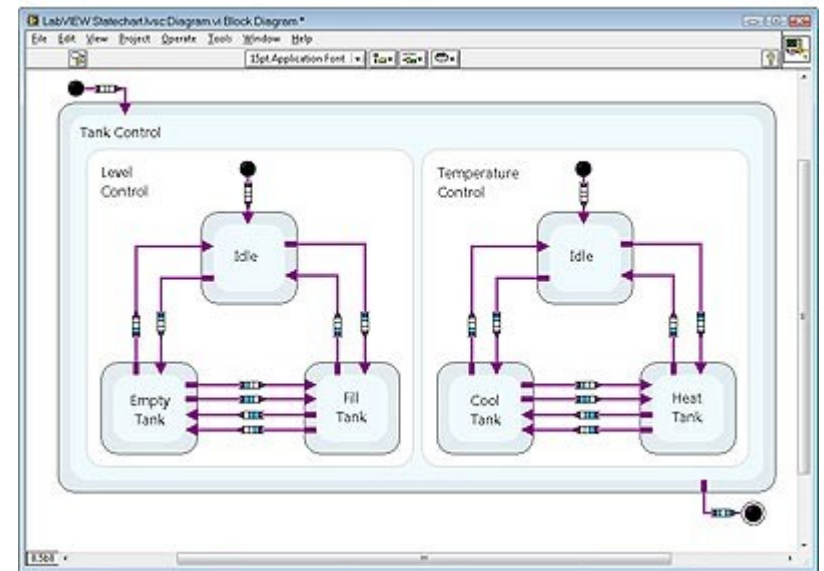 LabVIEW Statechart.lvsc:Diagram.vi Block Diagram *
File Edit View Project Operate Tools Window Help
15pt Application Font
Tank Control
Level
Control
Idle
Empty
Tank
Fill
Tank
Temperature
Control
Idle
Cool
Tank
Heat
Tank